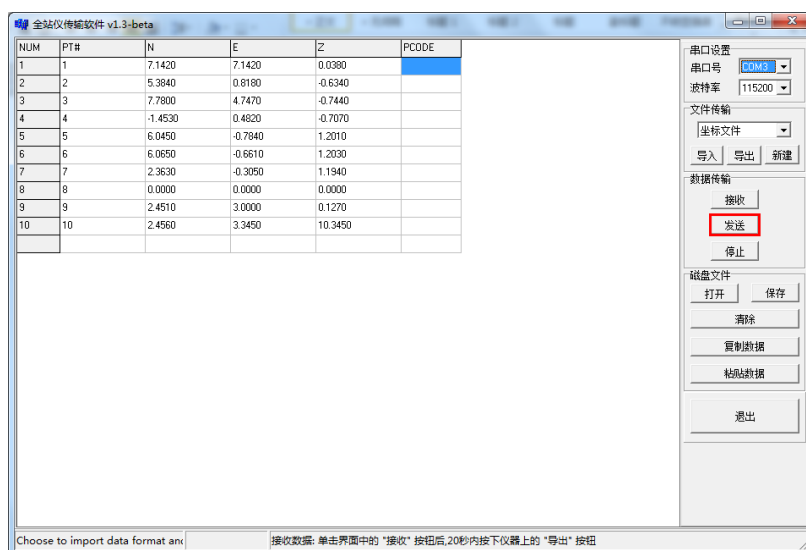 全站仪传输软件 v1.3-beta
NUM PT# N E Z PCODE
1 1 7.1420 7.1420 0.0380
2 2 5.3840 0.8180 -0.6340
3 3 7.7800 4.7470 -0.7440
4 4 -1.4530 0.4820 -0.7070
5 5 6.0450 -0.7840 1.2010
6 6 6.0650 -0.6610 1.2030
7 7 2.3630 -0.3050 1.1940
8 8 0.0000 0.0000 0.0000
9 9 2.4510 3.0000 0.1270
10 10 2.4560 3.3450 10.3450
串口设置
串口号 COM3
波特率 115200
文件传输
坐标文件
导入 导出 新建
数据传输
接收
发送
停止
磁盘文件
打开 保存
清除
复制数据
粘贴数据
退出
Choose to import data format and
接收数据: 单击界面中的 "接收" 按钮后,20秒内按下仪器上的 "导出" 按钮